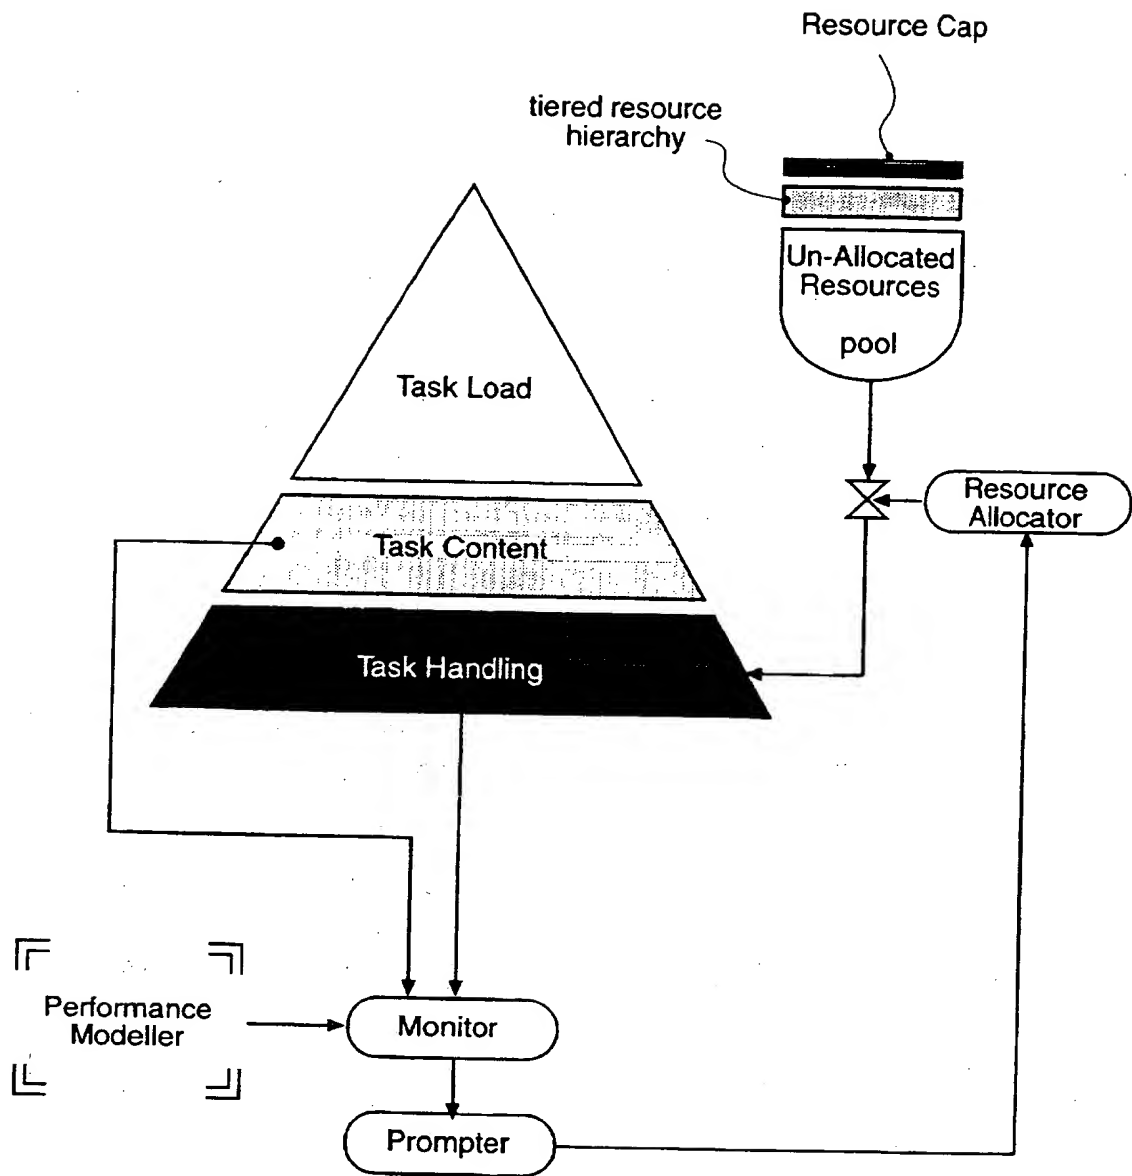 Resource Cap
tiered resource
hierarchy
Un-Allocated
Resources
pool
Task Load
Resource
Allocator
Task Content
Task Handling
Performance
Modeller
Monitor
Prompter